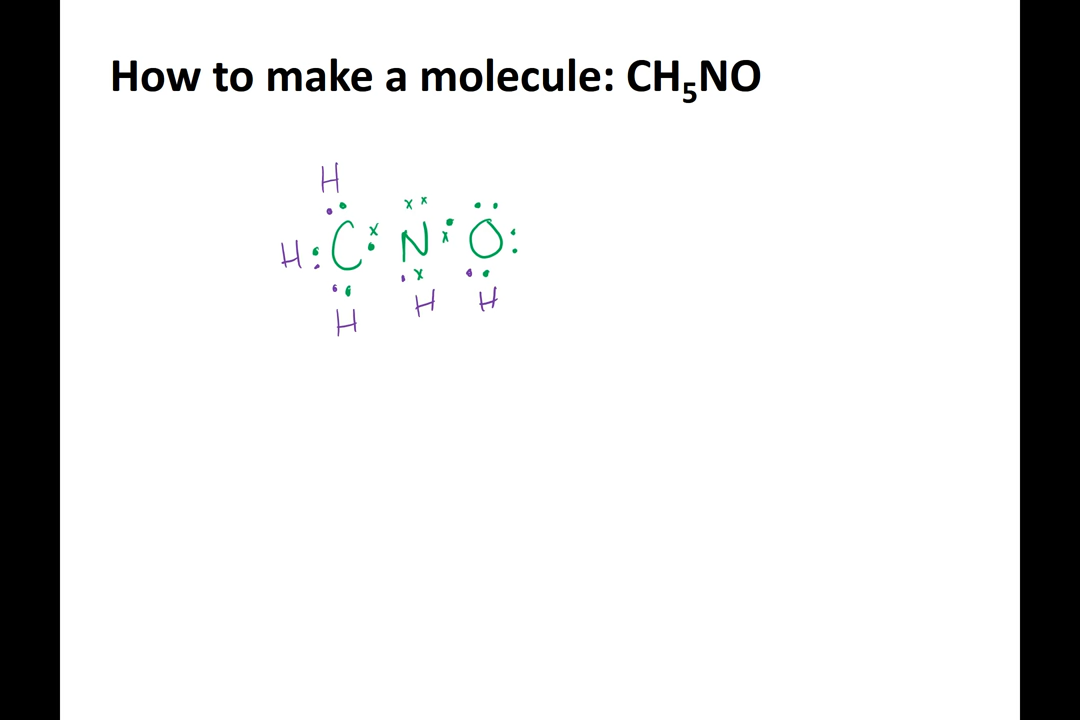 How to make a molecule: CH₅NO
H
H : C : N : O :
H H H